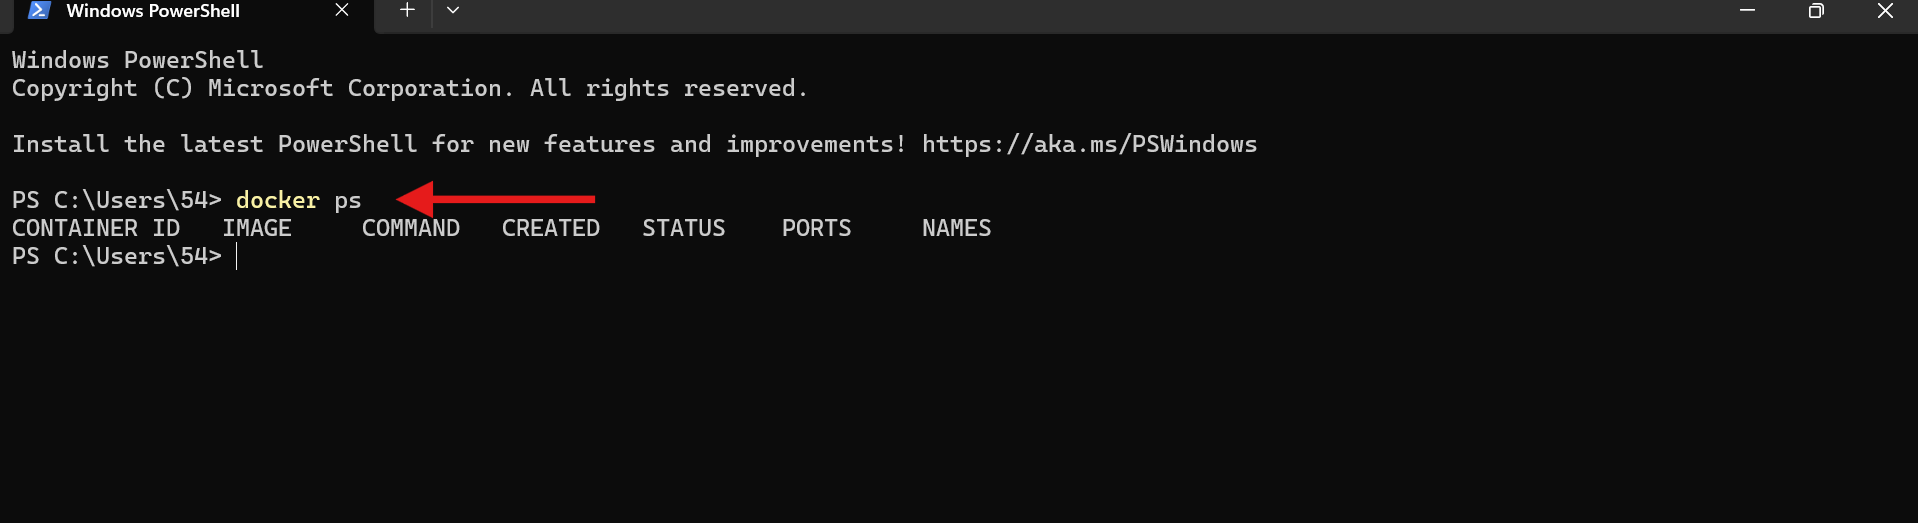 Windows PowerShell
Windows PowerShell
Copyright (C) Microsoft Corporation. All rights reserved.
Install the latest PowerShell for new features and improvements! https://aka.ms/PSWindows
PS C:\Users\54> docker ps
CONTAINER ID   IMAGE     COMMAND   CREATED   STATUS    PORTS     NAMES
PS C:\Users\54>